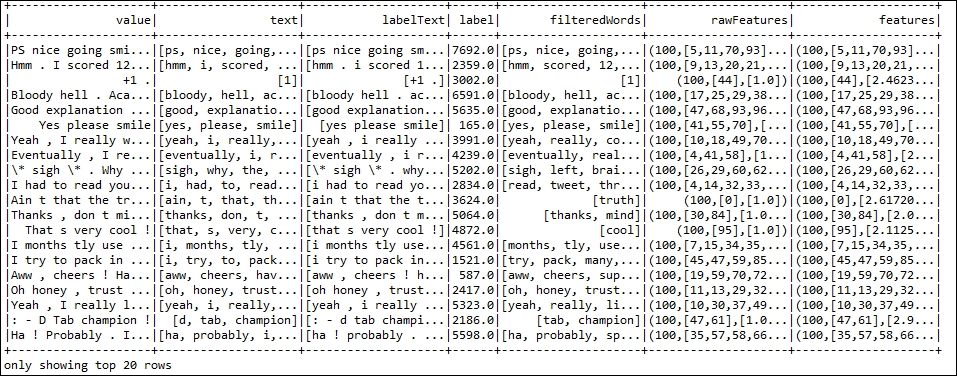 |               value|                text|           labelText| label|       filteredWords|         rawFeatures|            features|
|PS nice going smi...|[ps, nice, going,...|[ps nice going sm...|7692.0|[ps, nice, going,...|(100,[5,11,70,93]...|(100,[5,11,70,93]...|
|Hmm . I scored 12...|[hmm, i, scored, ...|[hmm . i scored 1...|2359.0|[hmm, scored, 12,...|(100,[9,13,20,21,...|(100,[9,13,20,21,...|
|                +1 .|                 [1]|              [+1 .]|3002.0|                 [1]|    (100,[44],[1.0])|(100,[44],[2.4623...|
|Bloody hell . Aca...|[bloody, hell, ac...|[bloody hell . ac...|6591.0|[bloody, hell, ac...|(100,[17,25,29,38...|(100,[17,25,29,38...|
|Good explanation ...|[good, explanatio...|[good explanation...|5635.0|[good, explanatio...|(100,[47,68,93,96...|(100,[47,68,93,96...|
|    Yes please smile|[yes, please, smile]|  [yes please smile]| 165.0|[yes, please, smile]|(100,[41,55,70],[...|(100,[41,55,70],[...|
|Yeah , I really w...|[yeah, i, really,...|[yeah , i really ...|3991.0|[yeah, really, co...|(100,[10,18,49,70...|(100,[10,18,49,70...|
|Eventually , I re...|[eventually, i, r...|[eventually , i r...|4239.0|[eventually, real...|(100,[4,41,58],[1...|(100,[4,41,58],[2...|
|\* sigh \* . Why ...|[sigh, why, the, ...|[\* sigh \* . why...|5202.0|[sigh, left, brai...|(100,[26,29,60,62...|(100,[26,29,60,62...|
|I had to read you...|[i, had, to, read...|[i had to read yo...|2834.0|[read, tweet, thr...|(100,[4,14,32,33,...|(100,[4,14,32,33,...|
|Ain t that the tr...|[ain, t, that, th...|[ain t that the t...|3624.0|             [truth]|     (100,[0],[1.0])|(100,[0],[2.61720...|
|Thanks , don t mi...|[thanks, don, t, ...|[thanks , don t m...|5064.0|      [thanks, mind]|(100,[30,84],[1.0...|(100,[30,84],[2.0...|
|  That s very cool !|[that, s, very, c...|[that s very cool !]|4872.0|              [cool]|    (100,[95],[1.0])|(100,[95],[2.1125...|
|I months tly use ...|[i, months, tly, ...|[i months tly use...|4561.0|[months, tly, use...|(100,[7,15,34,35,...|(100,[7,15,34,35,...|
|I try to pack in ...|[i, try, to, pack...|[i try to pack in...|1521.0|[try, pack, many,...|(100,[45,47,59,85...|(100,[45,47,59,85...|
|Aww , cheers ! Ha...|[aww, cheers, hav...|[aww , cheers ! h...| 587.0|[aww, cheers, sup...|(100,[19,59,70,72...|(100,[19,59,70,72...|
|Oh honey , trust ...|[oh, honey, trust...|[oh honey , trust...|2417.0|[oh, honey, trust...|(100,[11,13,29,32...|(100,[11,13,29,32...|
|Yeah , I really l...|[yeah, i, really,...|[yeah , i really ...|5323.0|[yeah, really, li...|(100,[10,30,37,49...|(100,[10,30,37,49...|
|: - D Tab champion !|    [d, tab, champion]|[: - d tab champi...|2186.0|     [tab, champion]|(100,[47,61],[1.0...|(100,[47,61],[2.9...|
|Ha ! Probably . I...|[ha, probably, i,...|[ha ! probably . ...|5598.0|[ha, probably, sp...|(100,[35,57,58,66...|(100,[35,57,58,66...|
only showing top 20 rows